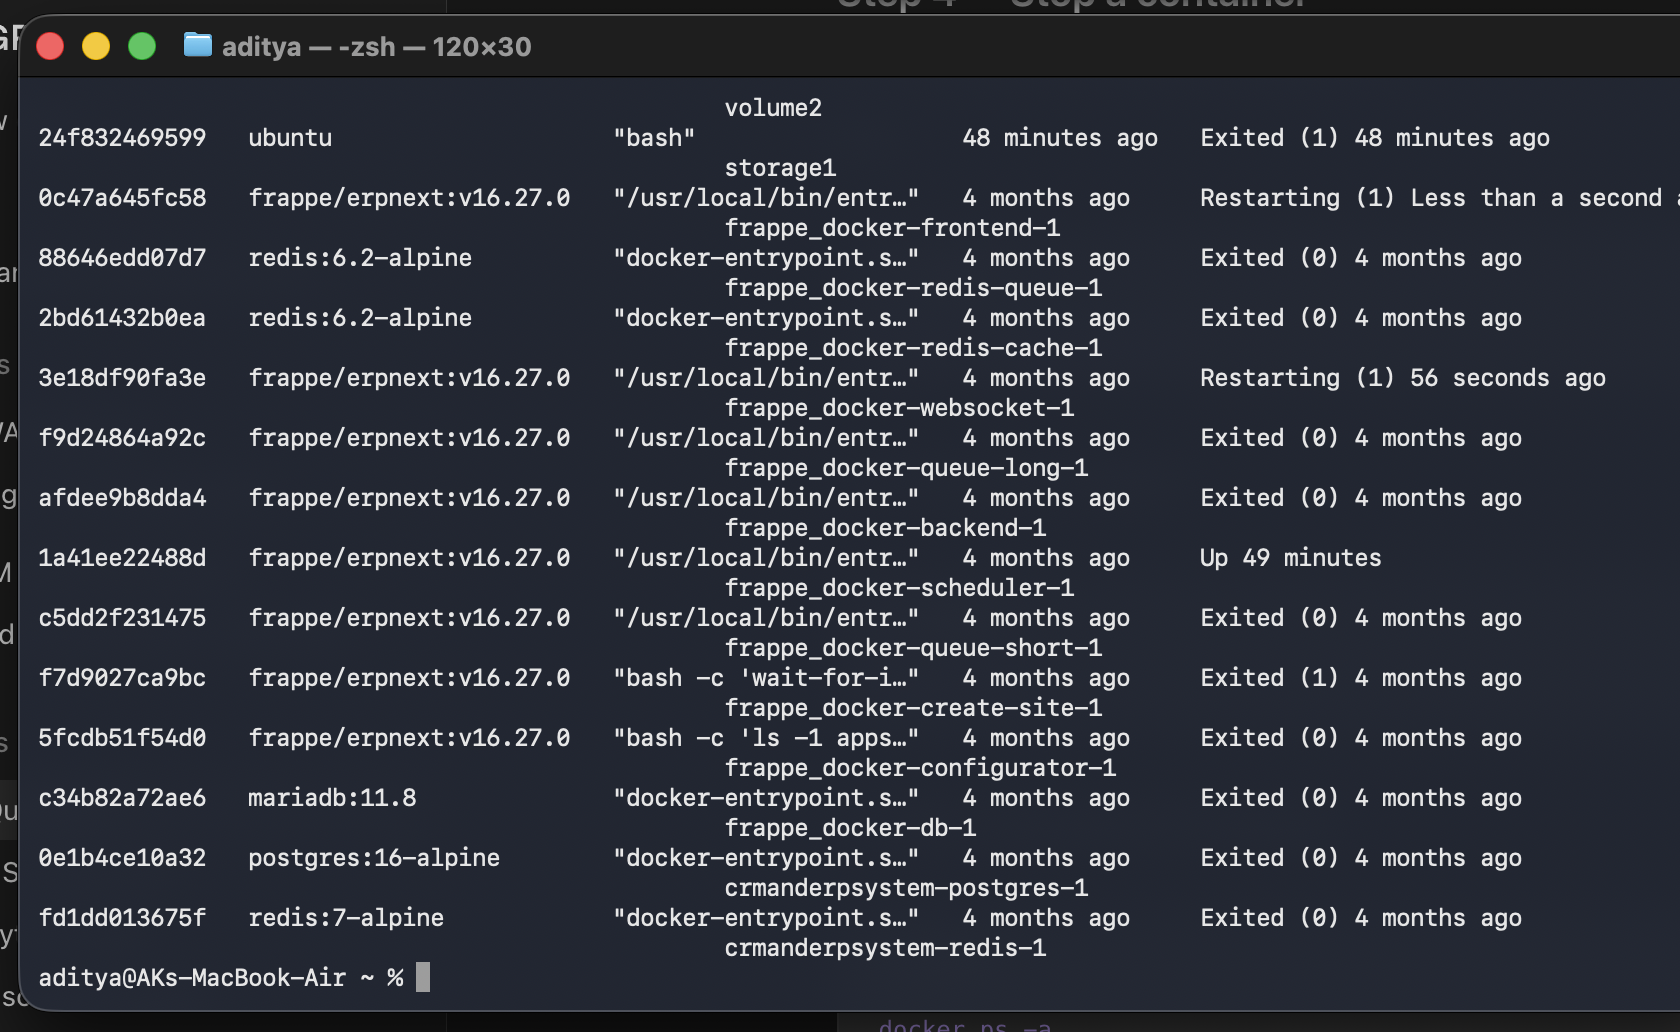 Step 4 — Stop a container
aditya — -zsh — 120×30
volume2
24f832469599 ubuntu "bash" 48 minutes ago Exited (1) 48 minutes ago
storage1
0c47a645fc58 frappe/erpnext:v16.27.0 "/usr/local/bin/entr…" 4 months ago Restarting (1) Less than a second
frappe_docker-frontend-1
88646edd07d7 redis:6.2-alpine "docker-entrypoint.s…" 4 months ago Exited (0) 4 months ago
frappe_docker-redis-queue-1
2bd61432b0ea redis:6.2-alpine "docker-entrypoint.s…" 4 months ago Exited (0) 4 months ago
frappe_docker-redis-cache-1
3e18df90fa3e frappe/erpnext:v16.27.0 "/usr/local/bin/entr…" 4 months ago Restarting (1) 56 seconds ago
frappe_docker-websocket-1
f9d24864a92c frappe/erpnext:v16.27.0 "/usr/local/bin/entr…" 4 months ago Exited (0) 4 months ago
frappe_docker-queue-long-1
afdee9b8dda4 frappe/erpnext:v16.27.0 "/usr/local/bin/entr…" 4 months ago Exited (0) 4 months ago
frappe_docker-backend-1
1a41ee22488d frappe/erpnext:v16.27.0 "/usr/local/bin/entr…" 4 months ago Up 49 minutes
frappe_docker-scheduler-1
c5dd2f231475 frappe/erpnext:v16.27.0 "/usr/local/bin/entr…" 4 months ago Exited (0) 4 months ago
frappe_docker-queue-short-1
f7d9027ca9bc frappe/erpnext:v16.27.0 "bash -c 'wait-for-i…" 4 months ago Exited (1) 4 months ago
frappe_docker-create-site-1
5fcdb51f54d0 frappe/erpnext:v16.27.0 "bash -c 'ls -1 apps…" 4 months ago Exited (0) 4 months ago
frappe_docker-configurator-1
c34b82a72ae6 mariadb:11.8 "docker-entrypoint.s…" 4 months ago Exited (0) 4 months ago
frappe_docker-db-1
0e1b4ce10a32 postgres:16-alpine "docker-entrypoint.s…" 4 months ago Exited (0) 4 months ago
crmanderpsystem-postgres-1
fd1dd013675f redis:7-alpine "docker-entrypoint.s…" 4 months ago Exited (0) 4 months ago
crmanderpsystem-redis-1
aditya@AKs-MacBook-Air ~ %
docker ps -a